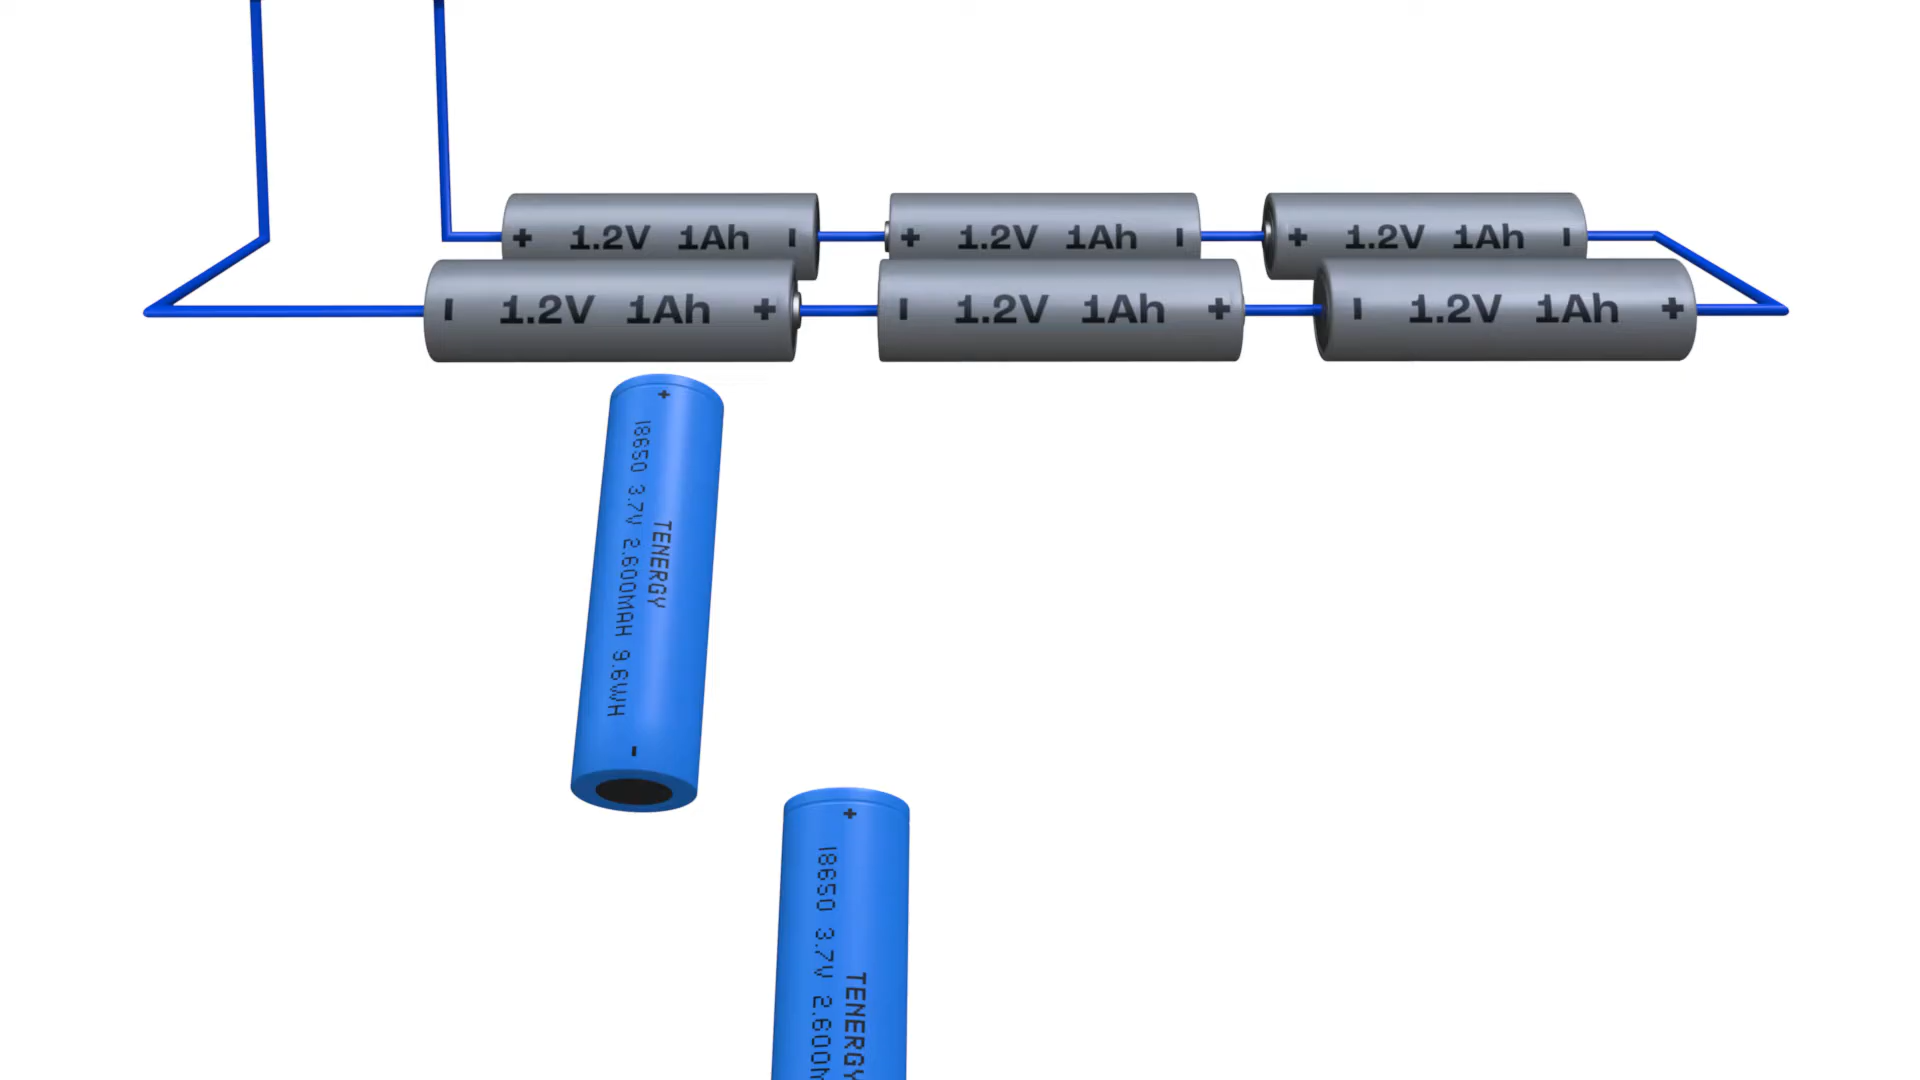 + 1.2V 1Ah -
+ 1.2V 1Ah -
+ 1.2V 1Ah -
- 1.2V 1Ah +
- 1.2V 1Ah +
- 1.2V 1Ah +
+
TENERGY
18650 3.7V 2.600MAH 9.6WH
-
+
TENERGY
18650 3.7V 2.600M